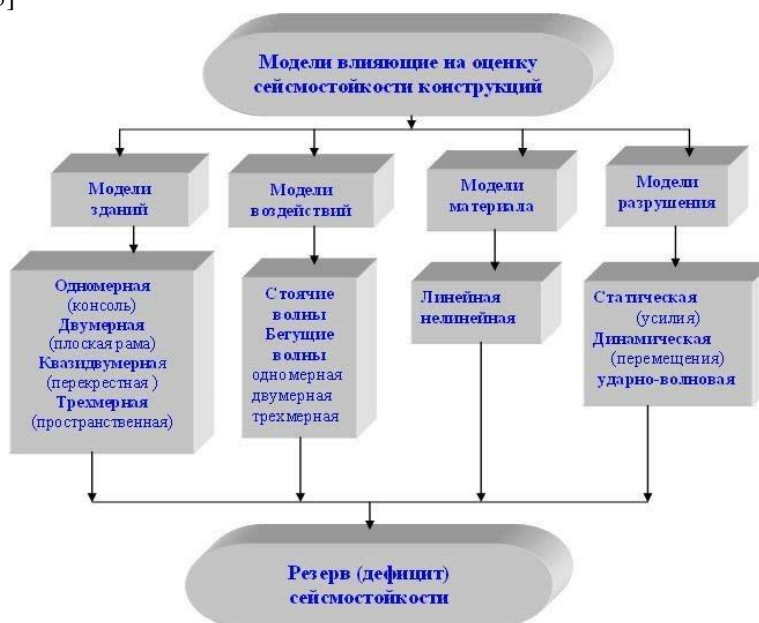 ]
Модели влияющие на оценку
сейсмостойкости конструкций
Модели
зданий
Модели
воздействий
Модели
материала
Модели
разрушения
Одномерная
(консоль)
Двумерная
(плоская рама)
Квазидвумерная
(перекрестная )
Трехмерная
(пространственная)
Стоячие
волны
Бегущие
волны
одномерная
двумерная
трехмерная
Линейная
нелинейная
Статическая
(усилия)
Динамическая
(перемещения)
ударно-волновая
Резерв (дефицит)
сейсмостойкости